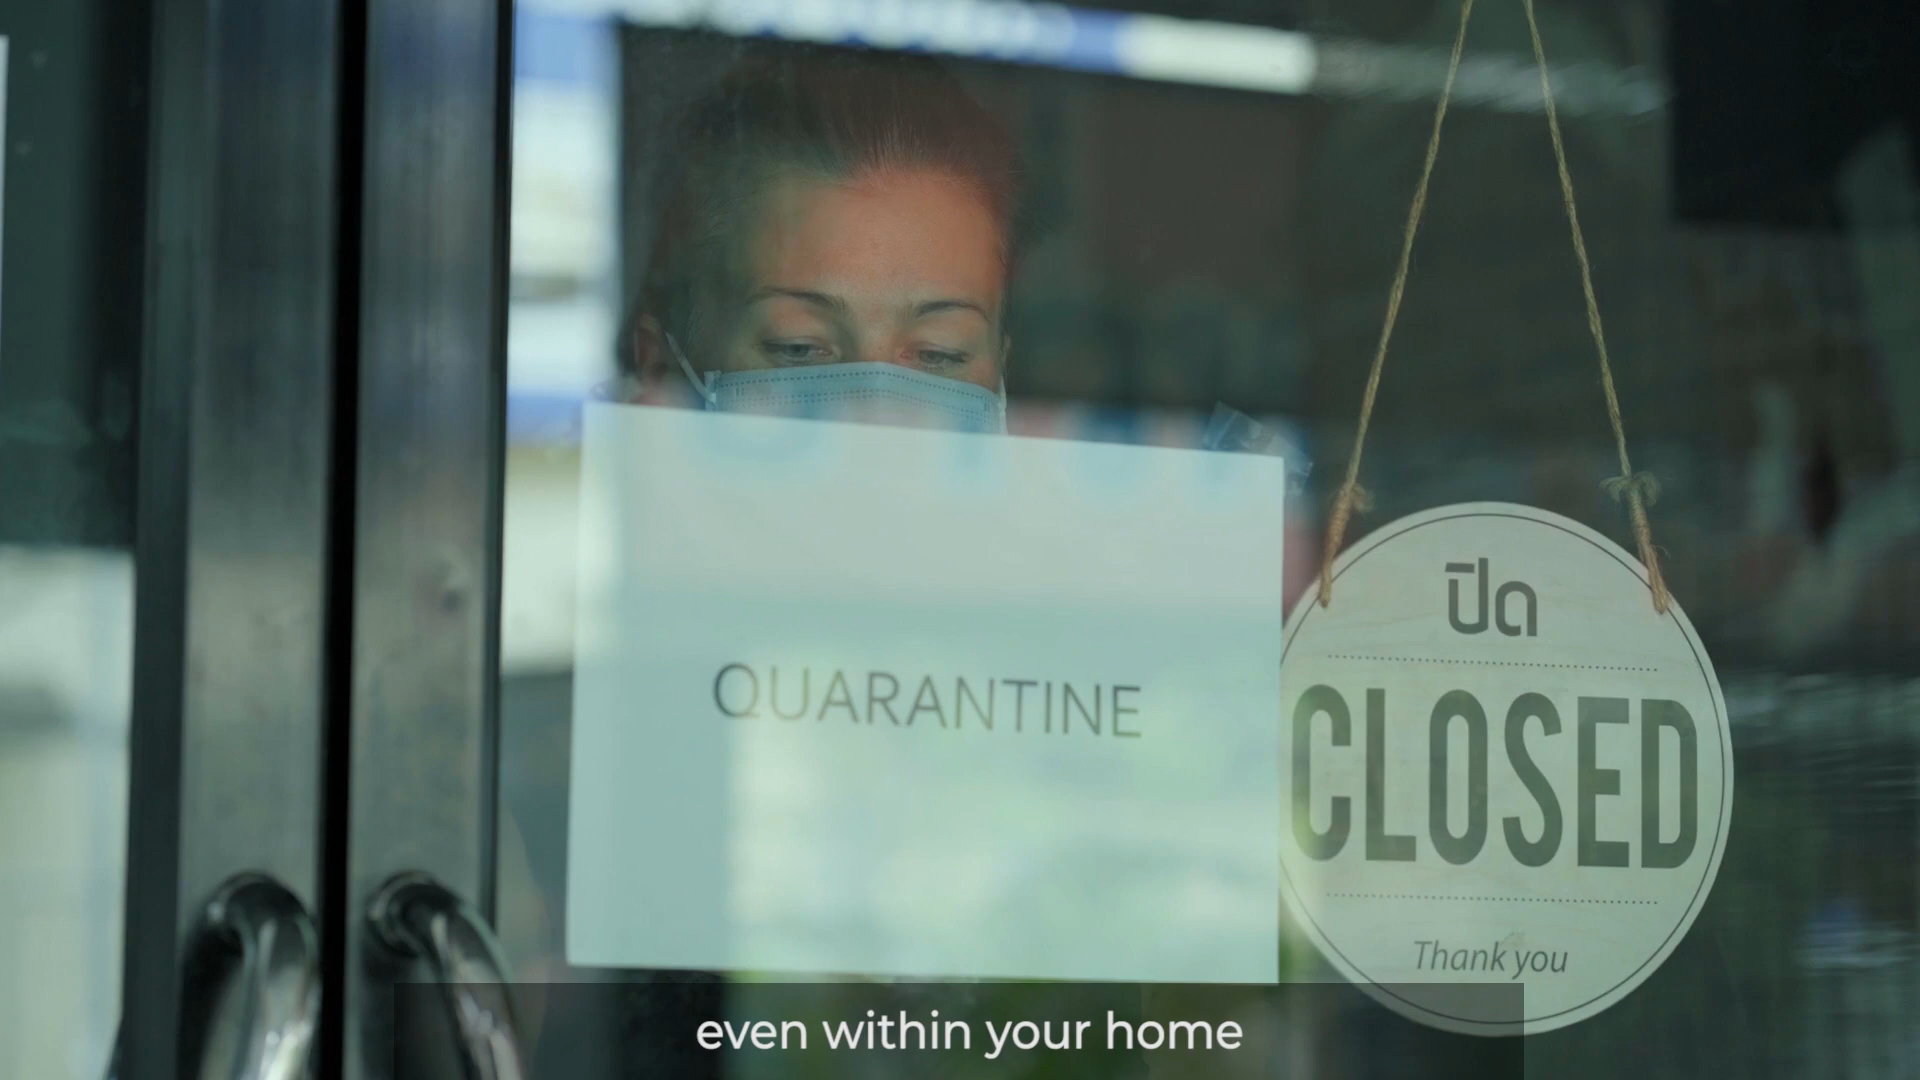 QUARANTINE
ปิด
CLOSED
Thank you
even within your home